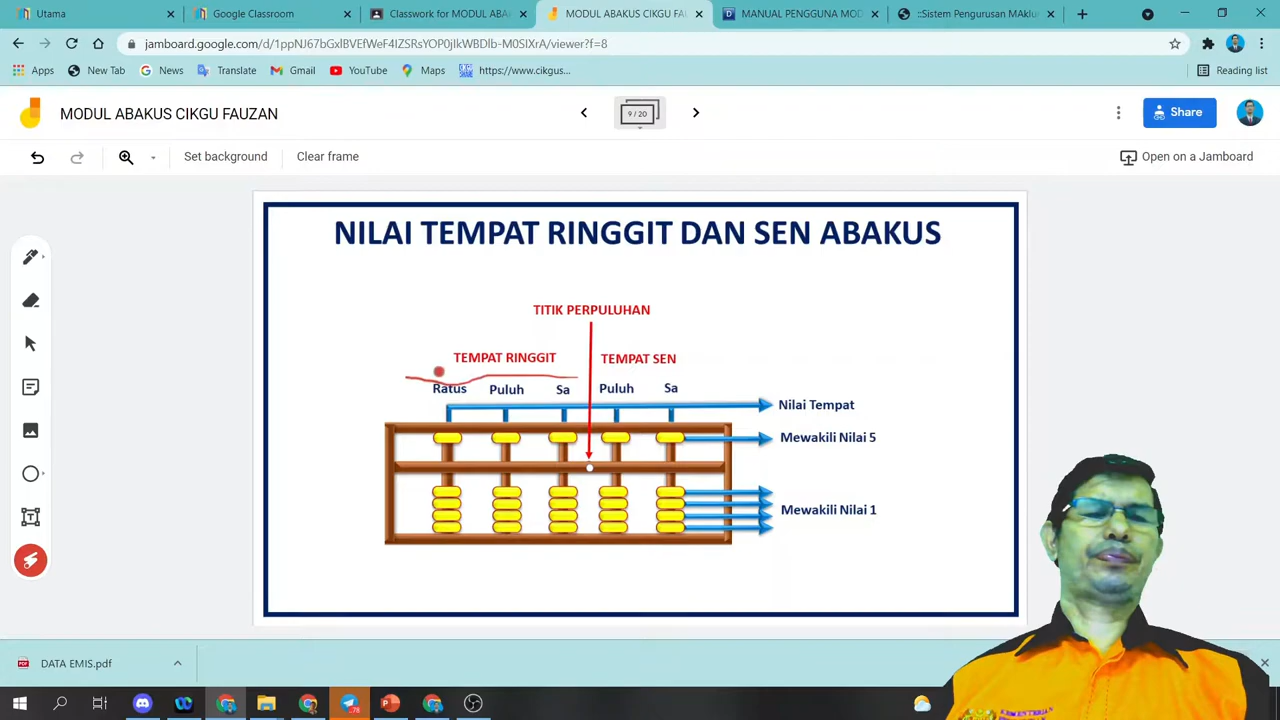 Utama
Google Classroom
Classwork for MODUL ABA
MODUL ABAKUS CIKGU FAU
MANUAL PENGGUNA MOD
::Sistem Pengurusan MAklu
jamboard.google.com/d/1ppNJ67bGxlBVEfWeF4IZSRsYOP0jIkWBDlb-M0SIXrA/viewer?f=8
Apps
New Tab
News
Translate
Gmail
YouTube
Maps
https://www.cikgus...
Reading list
MODUL ABAKUS CIKGU FAUZAN
9 / 20
Share
Set background
Clear frame
Open on a Jamboard
NILAI TEMPAT RINGGIT DAN SEN ABAKUS
TITIK PERPULUHAN
TEMPAT RINGGIT
TEMPAT SEN
Ratus
Puluh
Sa
Puluh
Sa
Nilai Tempat
Mewakili Nilai 5
Mewakili Nilai 1
DATA EMIS.pdf
78